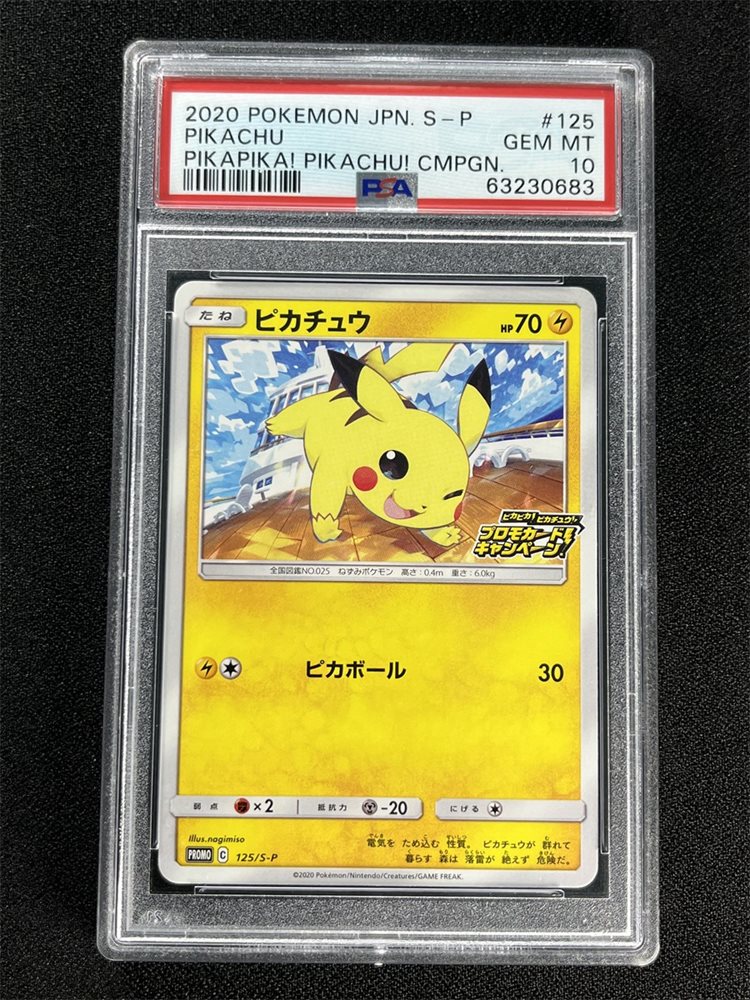 2020 POKEMON JPN. S-P #125
PIKACHU GEM MT
PIKAPIKA! PIKACHU! CMPGN. 10
PSA 63230683
たね ピカチュウ HP 70
ピカピカ! ピカチュウ!
プロモカード
キャンペーン!
全国図鑑NO.025 ねずみポケモン 高さ:0.4m 重さ:6.0kg
ピカボール 30
弱点 ×2 抵抗力 -20 にげる
Illus.nagimiso
電気を ため込む 性質。 ピカチュウが 群れて
暮らす 森は 落雷が 絶えず 危険だ。
PROMO C 125/S-P
©2020 Pokémon/Nintendo/Creatures/GAME FREAK.